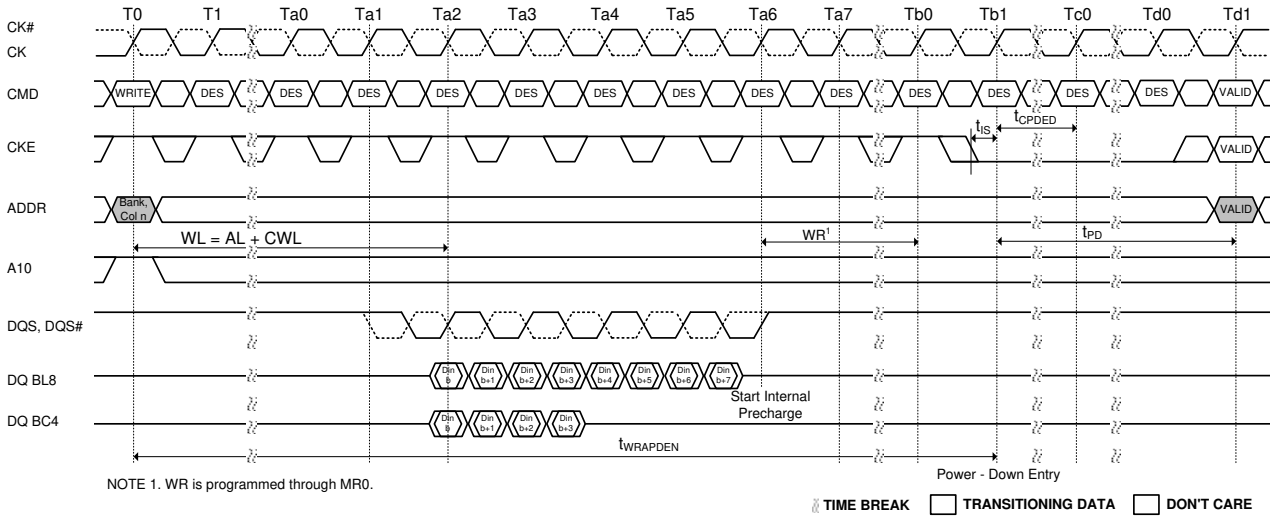 T0 T1 Ta0 Ta1 Ta2 Ta3 Ta4 Ta5 Ta6 Ta7 Tb0 Tb1 Tc0 Td0 Td1
CK#
CK
CMD WRITE DES DES DES DES DES DES DES DES DES DES DES DES DES VALID
tIS tCPDED
CKE VALID
ADDR Bank, Col n VALID
WL = AL + CWL WR¹ tPD
A10
DQS, DQS#
DQ BL8 Din b Din b+1 Din b+2 Din b+3 Din b+4 Din b+5 Din b+6 Din b+7
Start Internal
Precharge
DQ BC4 Din b Din b+1 Din b+2 Din b+3
tWRAPDEN
Power - Down Entry
NOTE 1. WR is programmed through MR0.
TIME BREAK TRANSITIONING DATA DON'T CARE